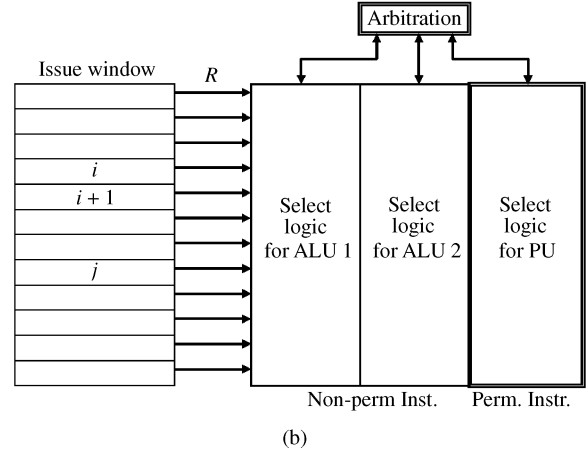 Arbitration
Issue window
R
i
i + 1
j
Select
logic
for ALU 1
Select
logic
for ALU 2
Select
logic
for PU
Non-perm Inst.
Perm. Instr.
(b)